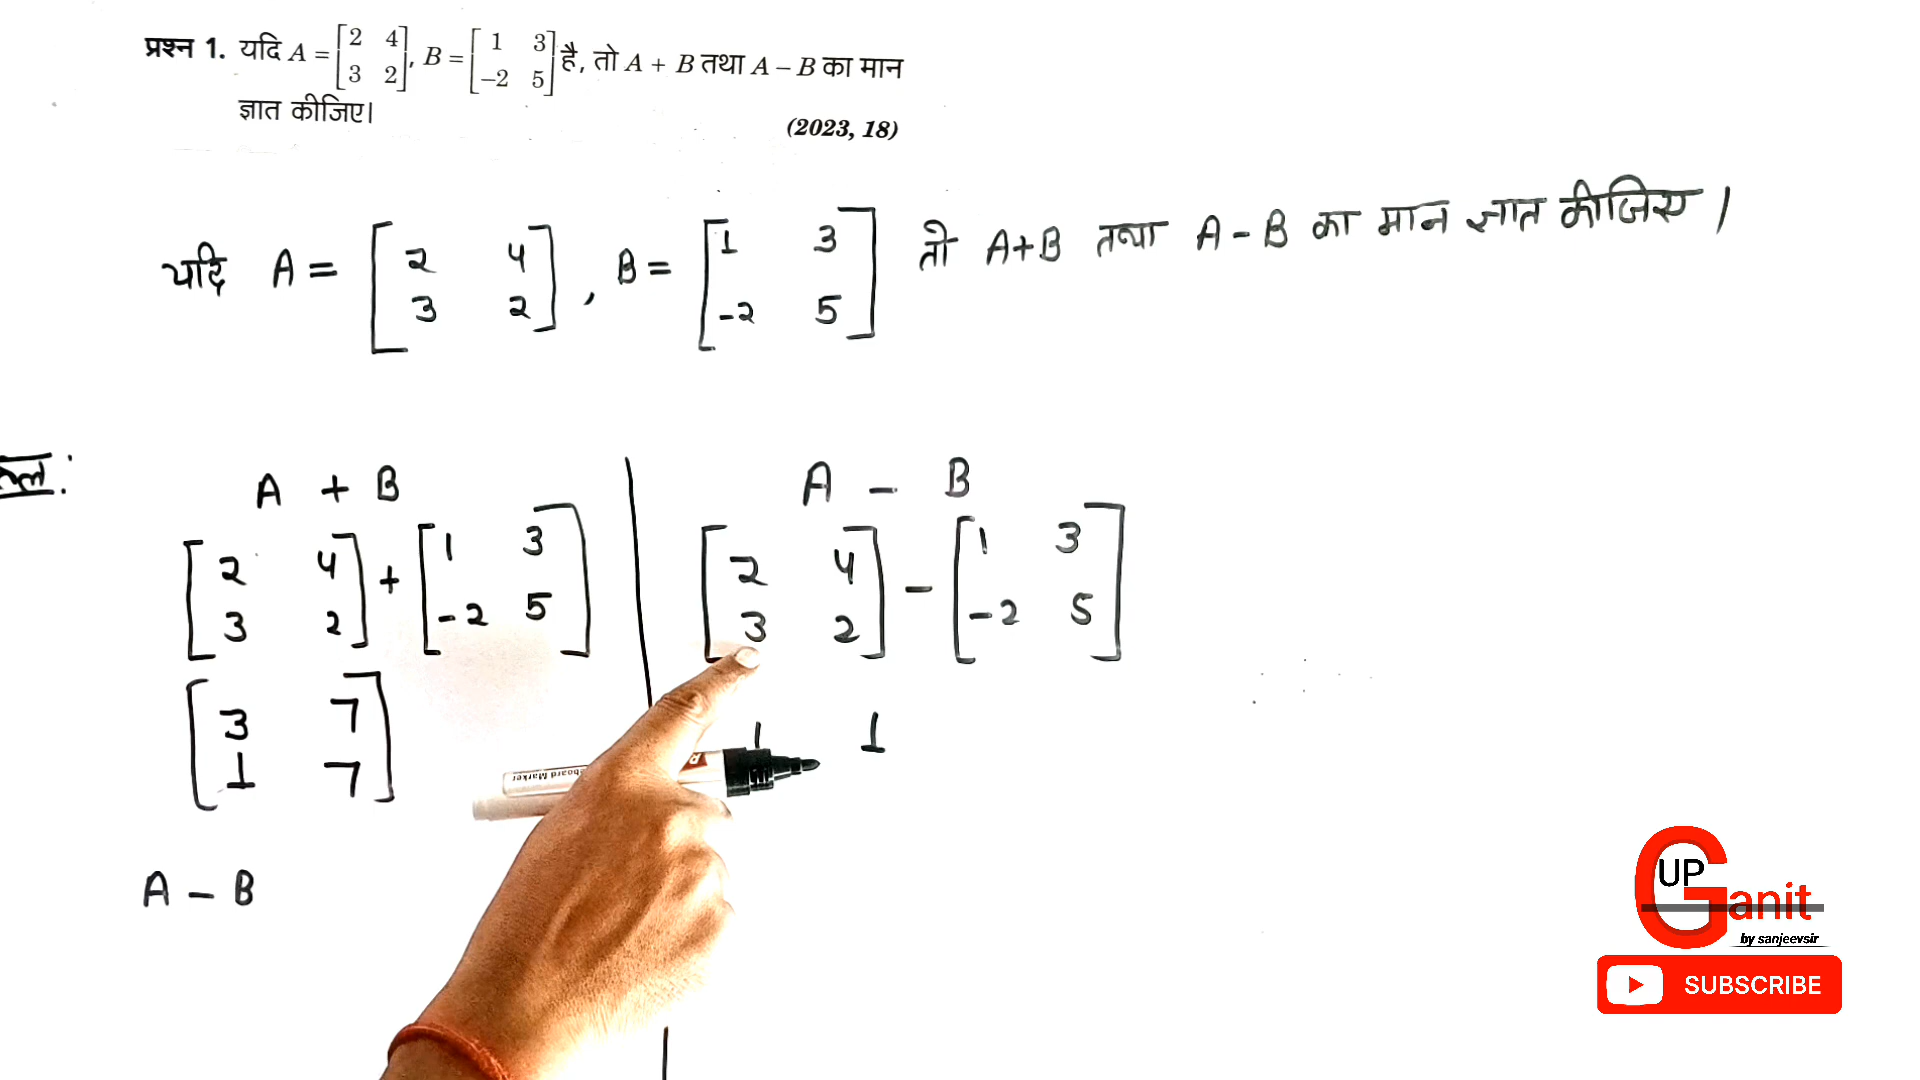 प्रश्न 1. यदि A = [2 4 3 2], B = [1 3 -2 5] है, तो A + B तथा A – B का मान
ज्ञात कीजिए।
(2023, 18)
यदि A = [2 4 3 2], B = [1 3 -2 5] तो A+B तथा A-B का मान ज्ञात कीजिए।
A + B
[2 4 3 2] + [1 3 -2 5]
[3 7 1 7]
A - B
A - B
[2 4 3 2] - [1 3 -2 5]
1 1
board Marker
UP
Ganit
by sanjeevsir
SUBSCRIBE